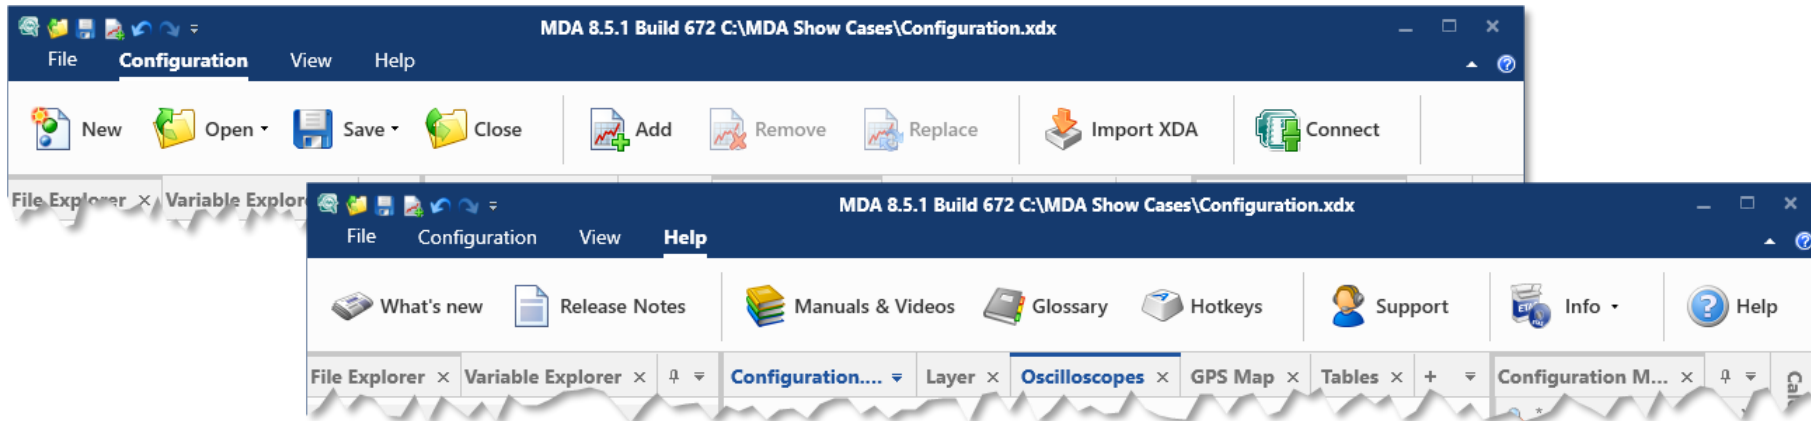 MDA 8.5.1 Build 672 C:\MDA Show Cases\Configuration.xdx
File Configuration View Help
New Open Save Close Add Remove Replace Import XDA Connect
File Explorer Variable
MDA 8.5.1 Build 672 C:\MDA Show Cases\Configuration.xdx
File Configuration View Help
What's new Release Notes Manuals & Videos Glossary Hotkeys Support Info Help
File Explorer Variable Explorer Configuration.... Layer Oscilloscopes GPS Map Tables + Configuration M...